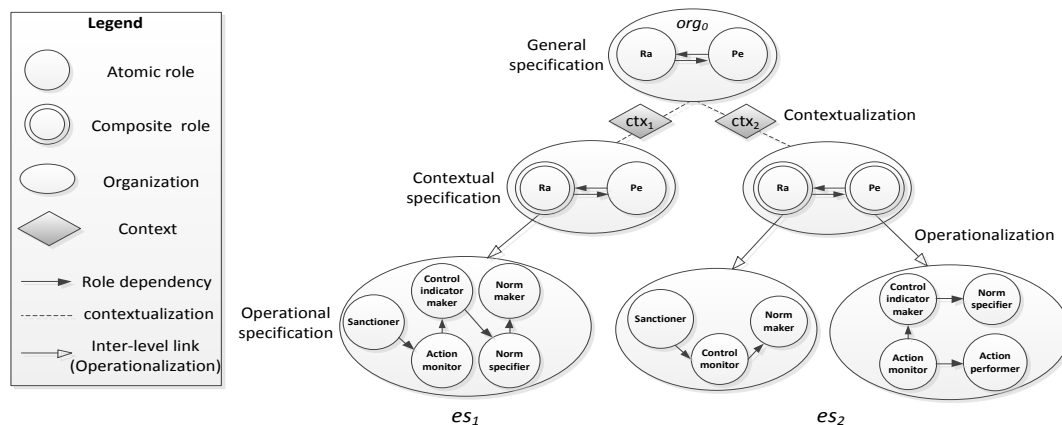 Legend
Atomic role
Composite role
Organization
Context
Role dependency
contextualization
Inter-level link
(Operationalization)
General
specification
org0
Ra
Pe
ctx1
ctx2
Contextualization
Contextual
specification
Ra
Pe
Ra
Pe
Operationalization
Operational
specification
Sanctioner
Control
indicator
maker
Norm
maker
Action
monitor
Norm
specifier
Sanctioner
Control
monitor
Norm
maker
Control
indicator
maker
Norm
specifier
Action
monitor
Action
performer
es1
es2